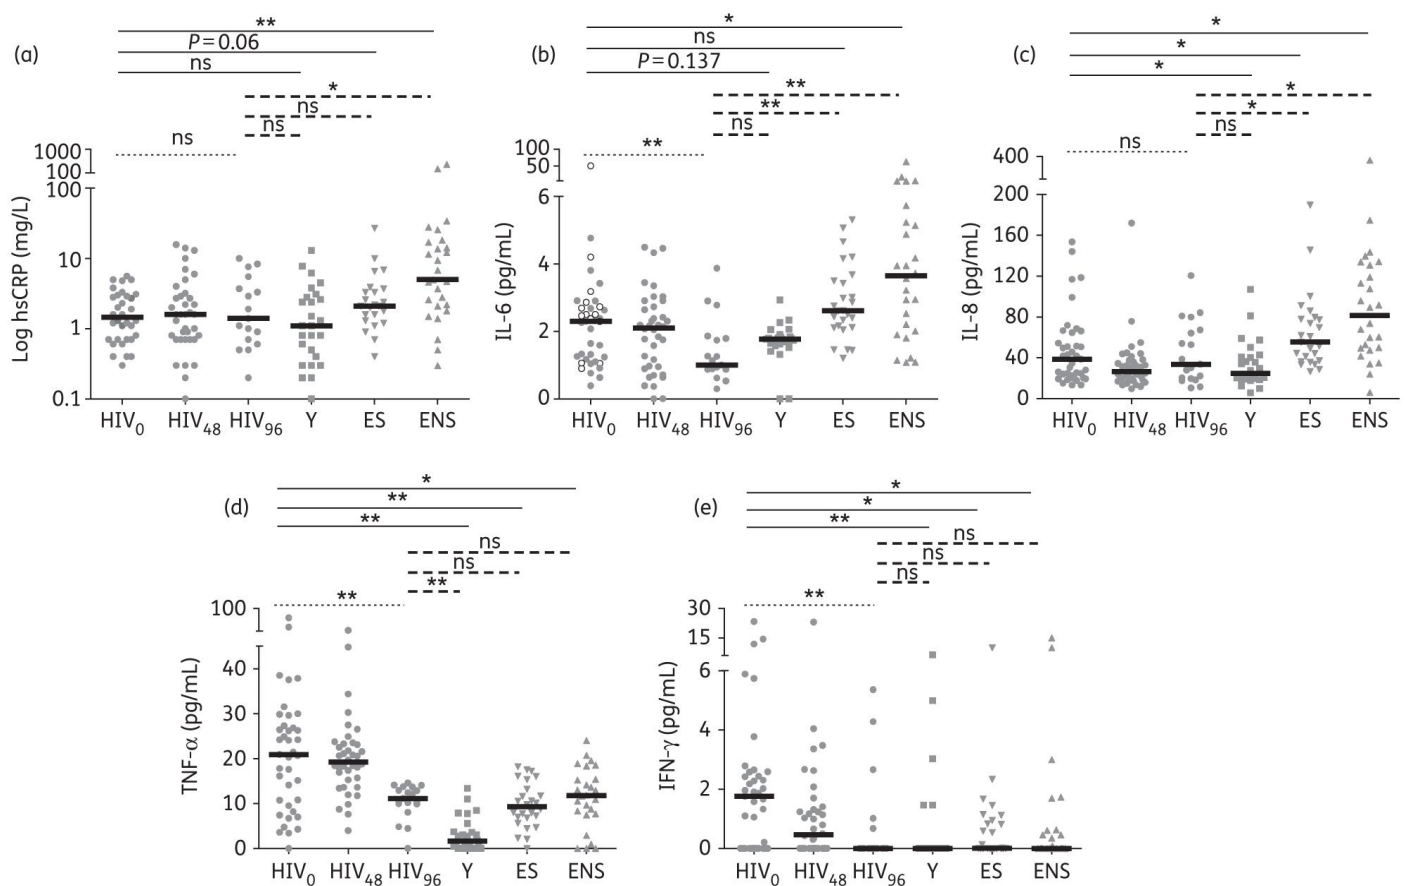 (a)
**
P = 0.06
ns
*
ns
ns
ns
1000
100
100
10
1
0.1
Log hsCRP (mg/L)
HIV0 HIV48 HIV96 Y ES ENS
(b)
*
ns
P = 0.137
**
**
ns
**
100
50
6
4
2
0
IL-6 (pg/mL)
HIV0 HIV48 HIV96 Y ES ENS
(c)
*
*
*
*
*
ns
ns
400
200
160
120
80
40
0
IL-8 (pg/mL)
HIV0 HIV48 HIV96 Y ES ENS
(d)
*
**
**
ns
ns
**
**
100
40
30
20
10
0
TNF-α (pg/mL)
HIV0 HIV48 HIV96 Y ES ENS
(e)
*
*
**
ns
ns
ns
**
30
15
6
4
2
0
IFN-γ (pg/mL)
HIV0 HIV48 HIV96 Y ES ENS